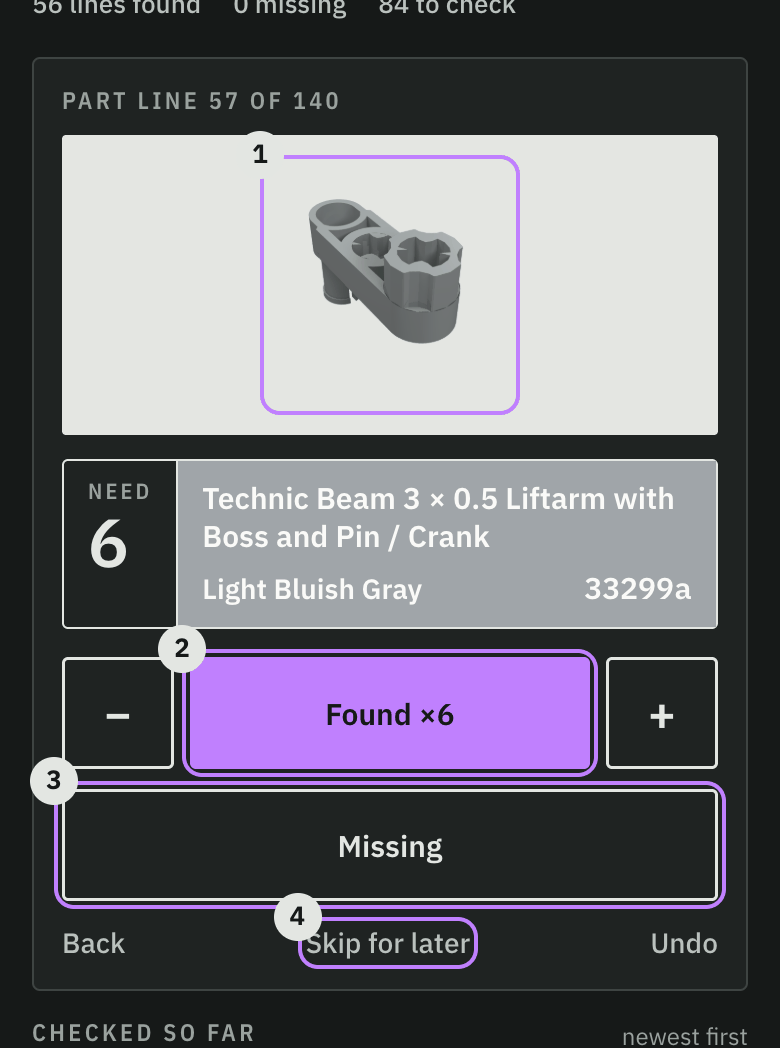 56 lines found 0 missing 84 to check
PART LINE 57 OF 140
1
NEED
6
Technic Beam 3 × 0.5 Liftarm with
Boss and Pin / Crank
Light Bluish Gray 33299a
2
− Found ×6 +
3
Missing
4
Back Skip for later Undo
CHECKED SO FAR newest first